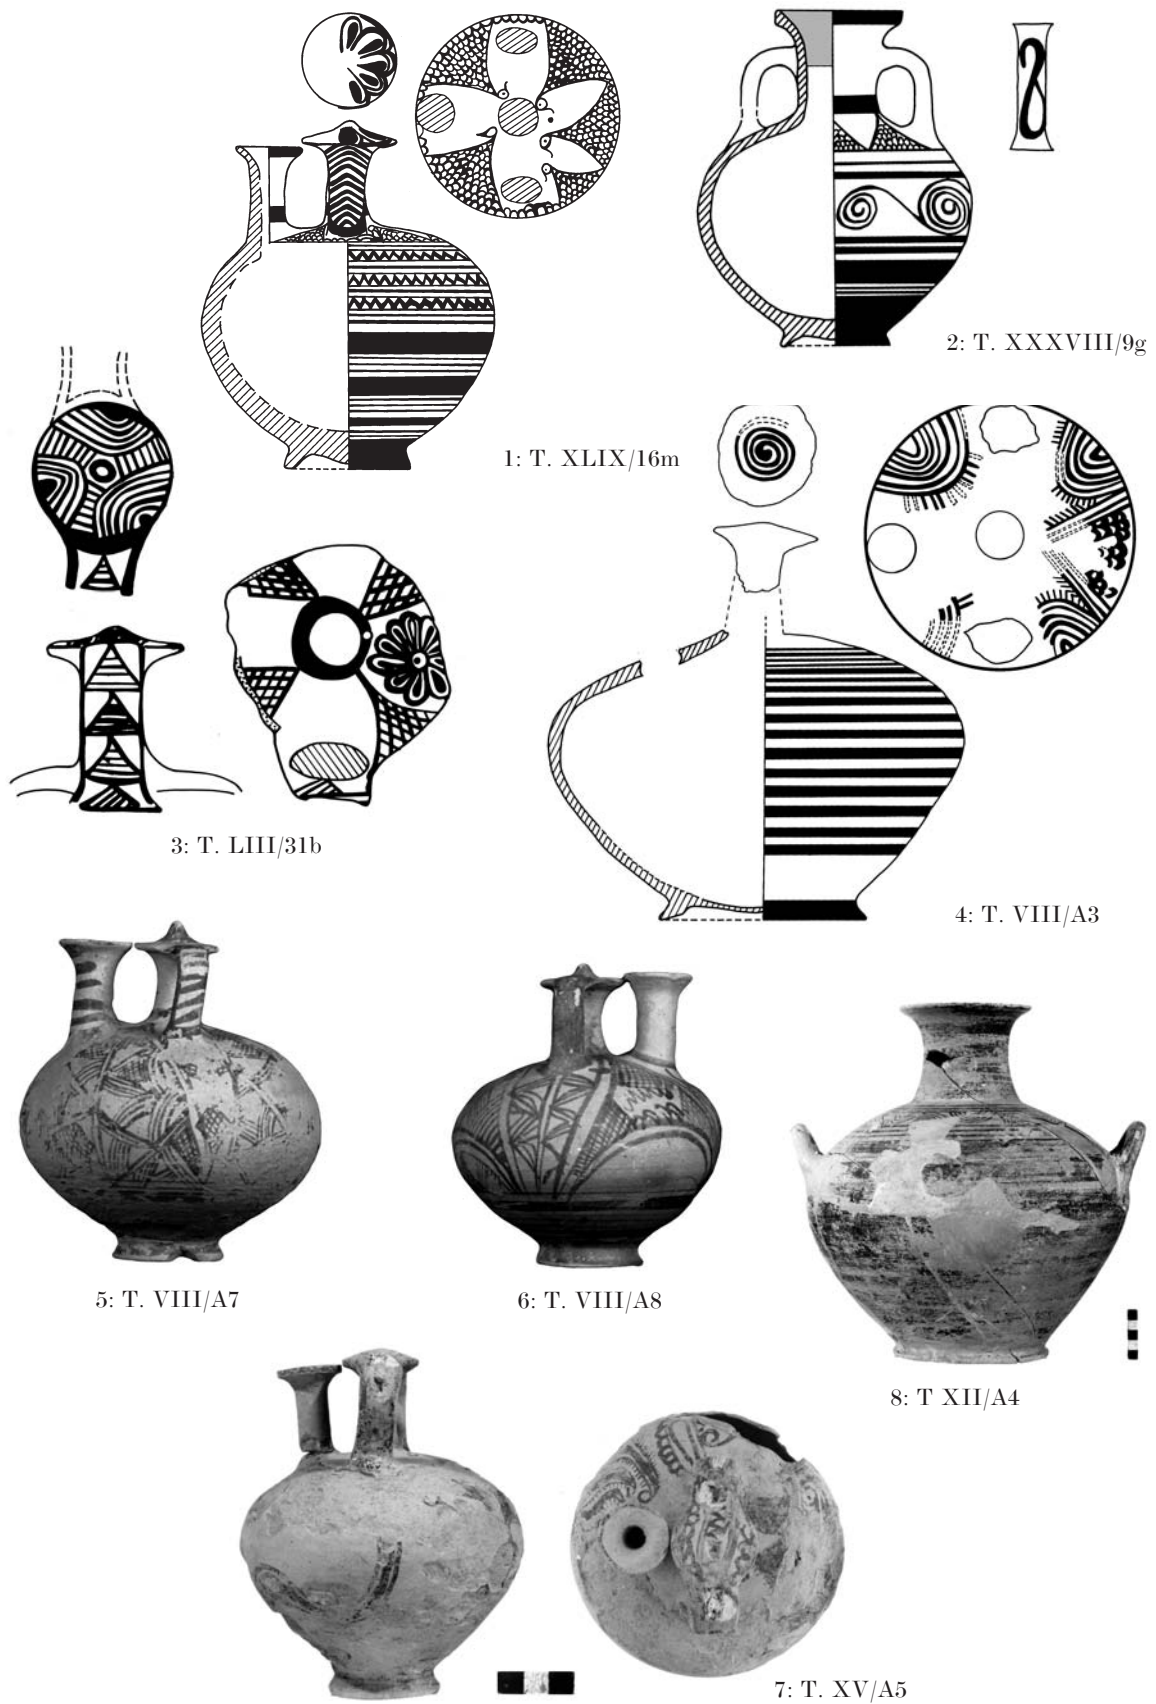 2: T. XXXVIII/9g
1: T. XLIX/16m
3: T. LIII/31b
4: T. VIII/A3
5: T. VIII/A7
6: T. VIII/A8
8: T XII/A4
7: T. XV/A5